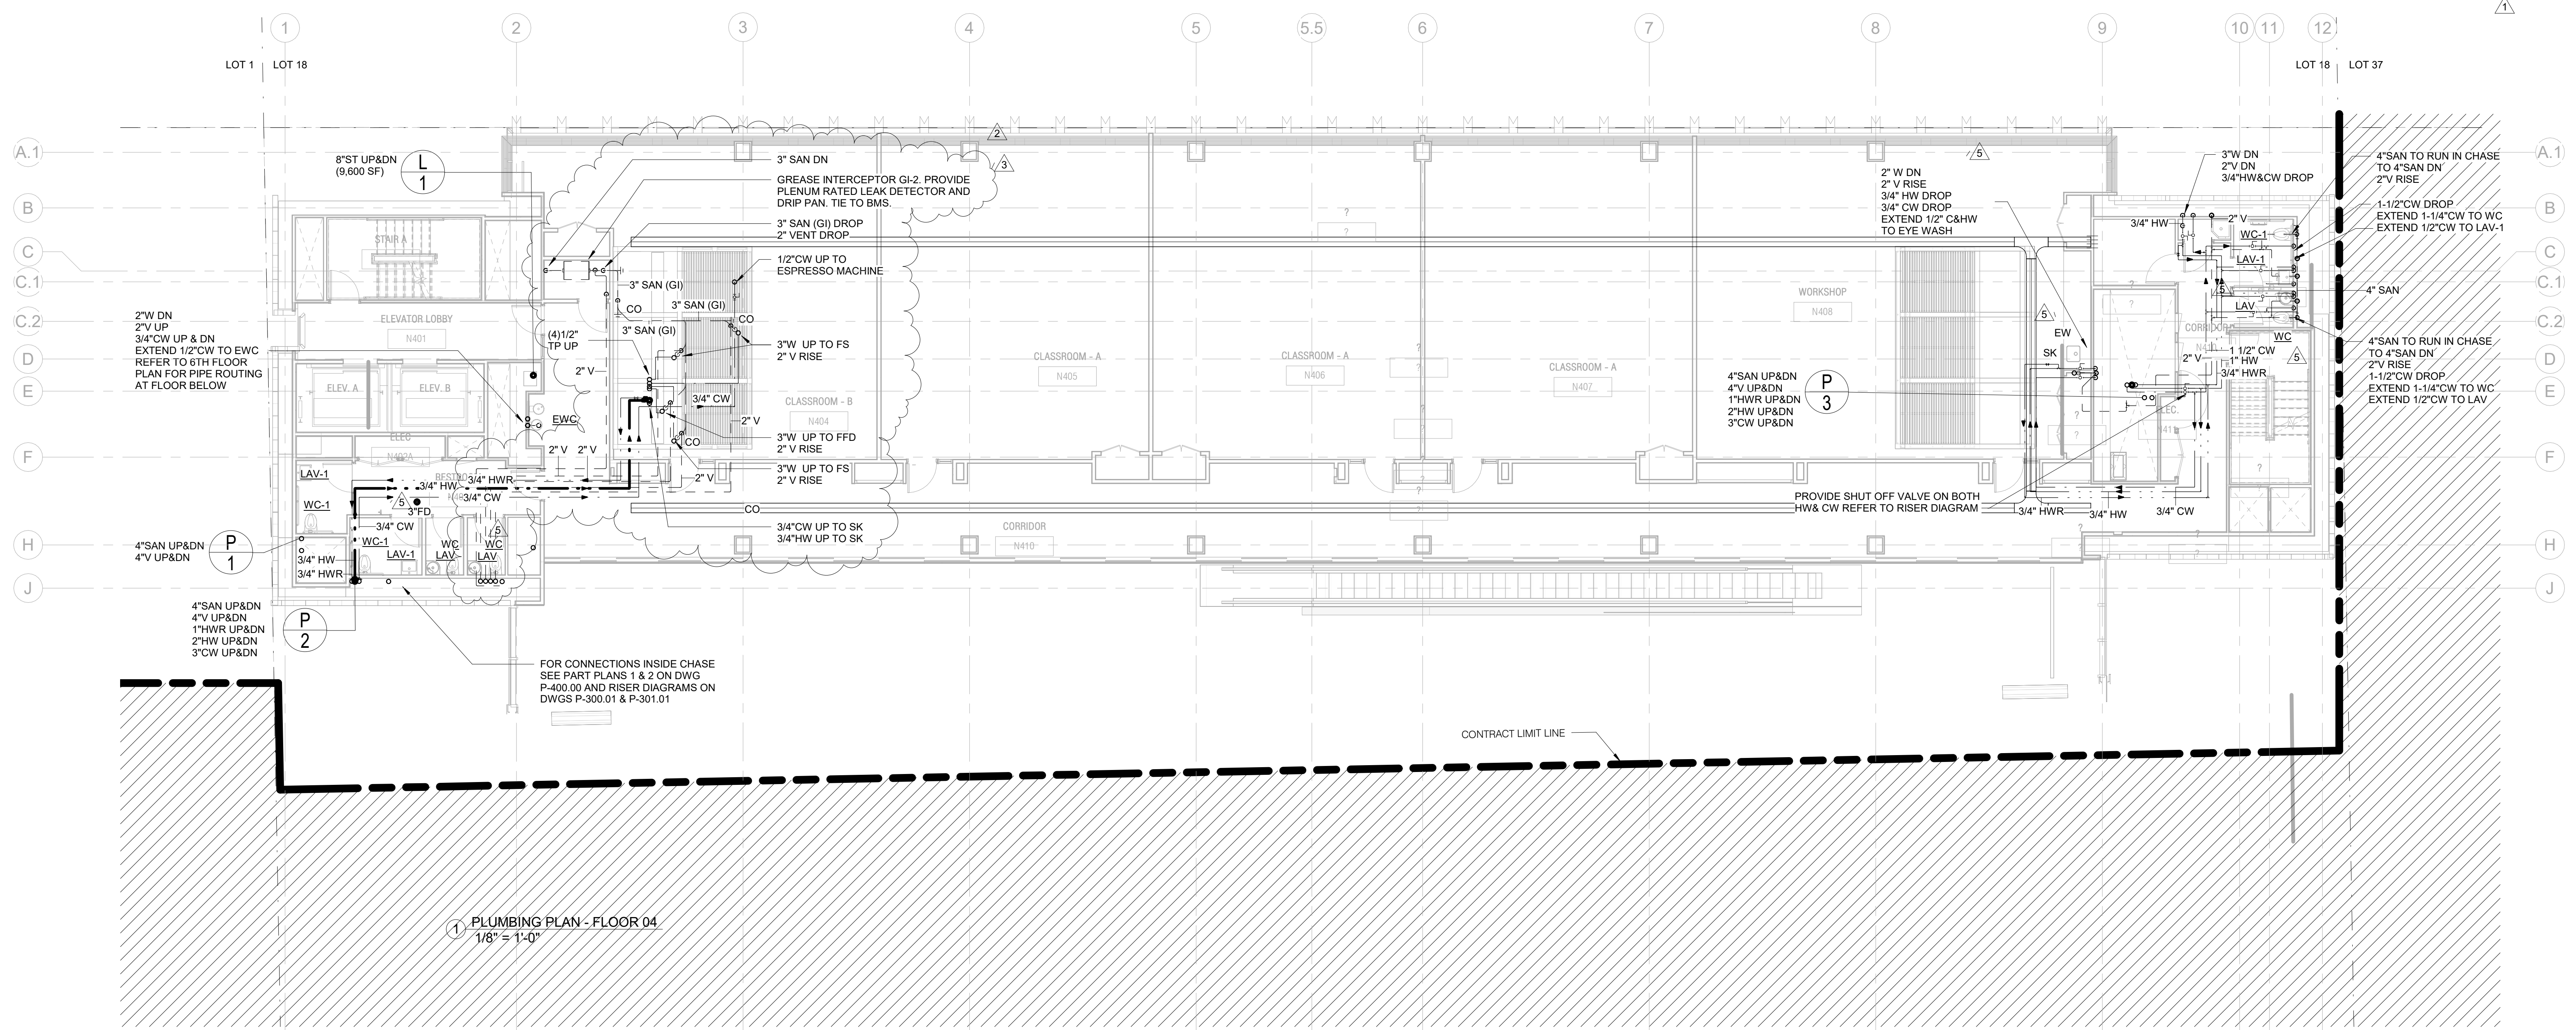 1
1
2
3
4
5
5.5
6
7
8
9
10
11
12
LOT 1
LOT 18
LOT 18
LOT 37
A.1
B
C
C.1
C.2
D
E
F
H
J
A.1
B
C
C.1
C.2
D
E
F
H
J
8"ST UP&DN
(9,600 SF)
L
1
2
3
5
3" SAN DN
GREASE INTERCEPTOR GI-2. PROVIDE
PLENUM RATED LEAK DETECTOR AND
DRIP PAN. TIE TO BMS.
3" SAN (GI) DROP
2" VENT DROP
1/2"CW UP TO
ESPRESSO MACHINE
3" SAN (GI)
3" SAN (GI)
CO
CO
3" SAN (GI)
(4)1/2"
TP UP
3"W  UP TO FS
2" V RISE
2" V
3/4" CW
CLASSROOM - B
N404
2" V
3"W  UP TO FFD
2" V RISE
CO
3"W  UP TO FS
2" V RISE
2" V
2" V
2" V
CO
3/4"CW UP TO SK
3/4"HW UP TO SK
STAIR A
ELEVATOR LOBBY
N401
ELEV. A
ELEV. B
EWC
ELEC
N402A
2"W DN
2"V UP
3/4"CW UP & DN
EXTEND 1/2"CW TO EWC
REFER TO 6TH FLOOR
PLAN FOR PIPE ROUTING
AT FLOOR BELOW
LAV-1
3/4" HW
3/4" HWR
3/4" CW
5
3"FD
WC-1
3/4" CW
5
WC-1
LAV-1
WC
LAV
WC
LAV
3/4" HW
3/4" HWR
4"SAN UP&DN
4"V UP&DN
P
1
4"SAN UP&DN
4"V UP&DN
1"HWR UP&DN
2"HW UP&DN
3"CW UP&DN
P
2
FOR CONNECTIONS INSIDE CHASE
SEE PART PLANS 1 & 2 ON DWG
P-400.00 AND RISER DIAGRAMS ON
DWGS P-300.01 & P-301.01
CLASSROOM - A
N405
CLASSROOM - A
N406
CLASSROOM - A
N407
?
?
?
?
?
?
?
CORRIDOR
N410
WORKSHOP
N408
2" W DN
2" V RISE
3/4" HW DROP
3/4" CW DROP
EXTEND 1/2" C&HW
TO EYE WASH
5
EW
SK
4"SAN UP&DN
4"V UP&DN
1"HWR UP&DN
2"HW UP&DN
3"CW UP&DN
P
3
PROVIDE SHUT OFF VALVE ON BOTH
HW& CW REFER TO RISER DIAGRAM
3/4" HWR
3/4" HW
3/4" CW
3"W DN
2"V DN
3/4"HW&CW DROP
3/4" HW
2" V
WC-1
LAV-1
5
LAV
CORRIDOR
WC
2" V
1 1/2" CW
1" HW
3/4" HWR
5
ELEC.
N411
?
?
?
?
?
?
4"SAN TO RUN IN CHASE
TO 4"SAN DN
2"V RISE
1-1/2"CW DROP
EXTEND 1-1/4"CW TO WC
EXTEND 1/2"CW TO LAV-1
4" SAN
4"SAN TO RUN IN CHASE
TO 4"SAN DN
2"V RISE
1-1/2"CW DROP
EXTEND 1-1/4"CW TO WC
EXTEND 1/2"CW TO LAV
CONTRACT LIMIT LINE
1
PLUMBING PLAN - FLOOR 04
1/8" = 1'-0"